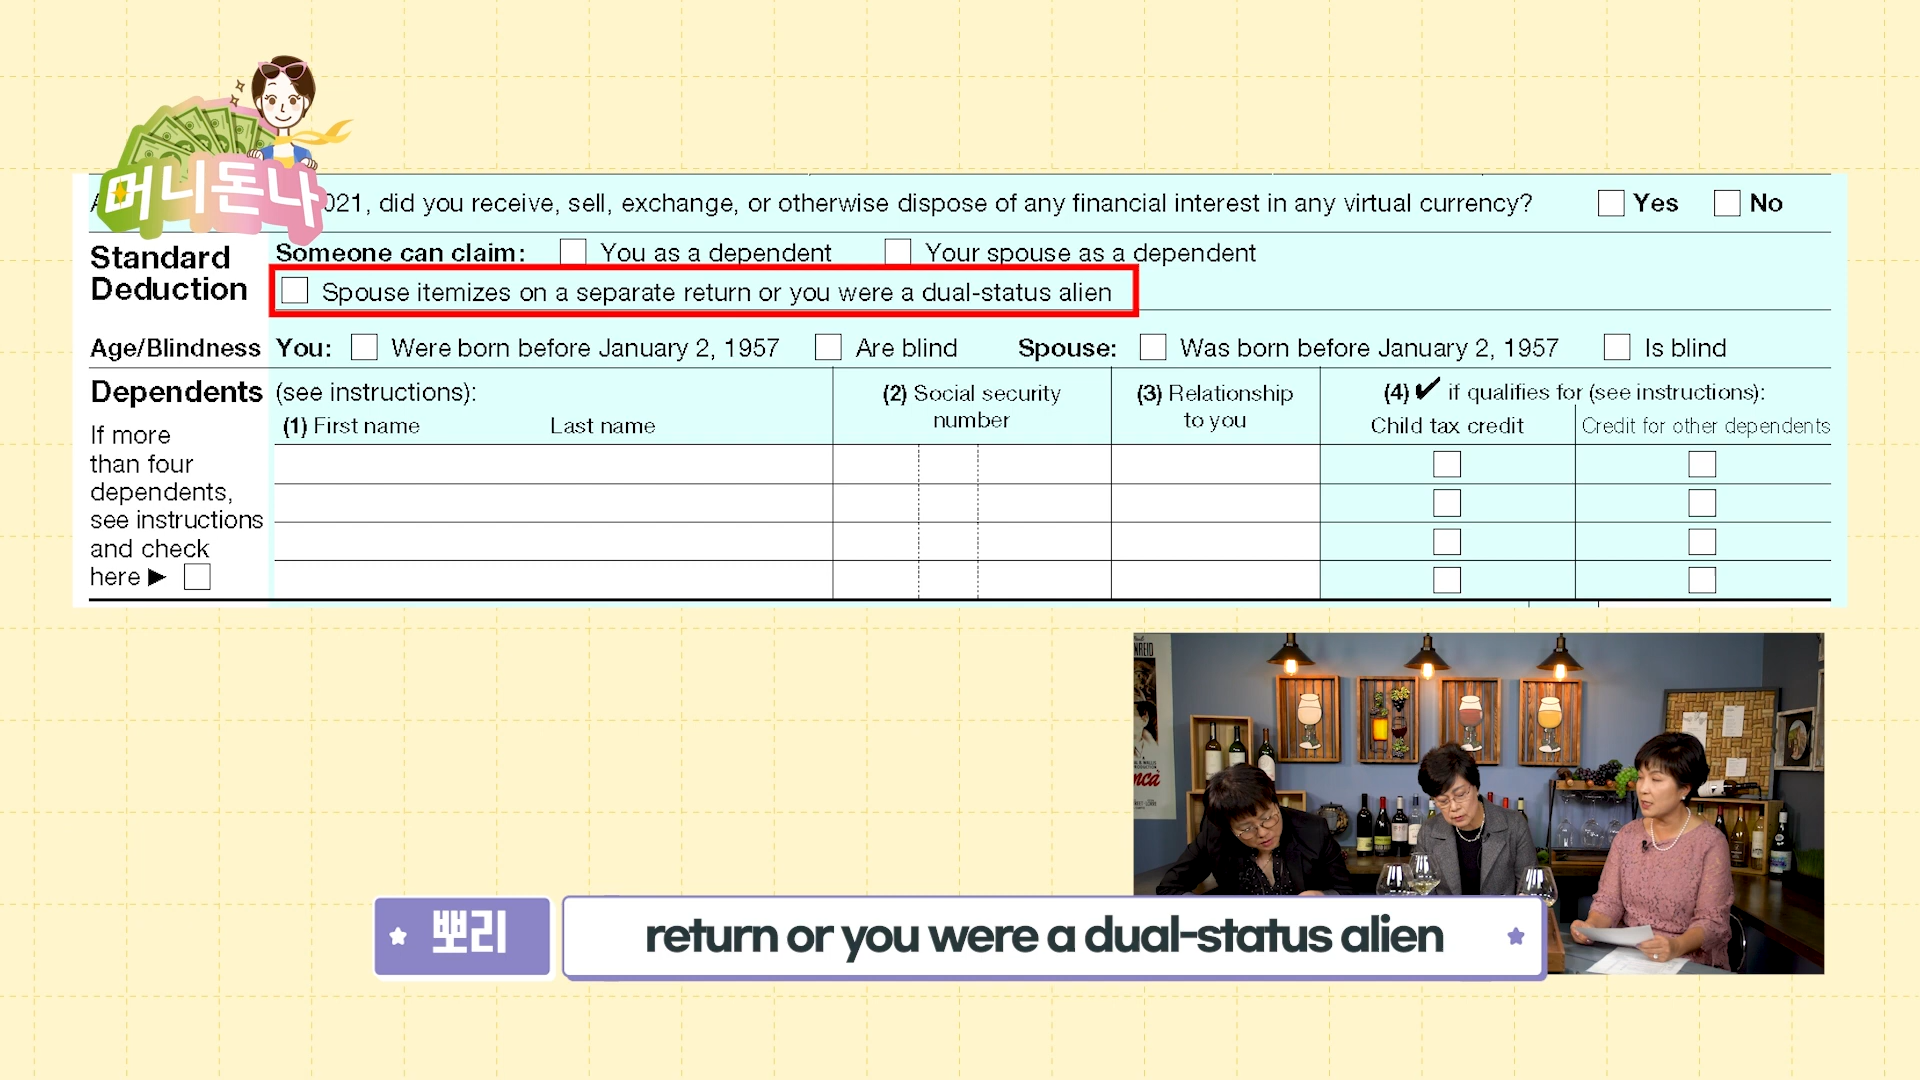 머니돈나
021, did you receive, sell, exchange, or otherwise dispose of any financial interest in any virtual currency? Yes No
Standard Deduction
Someone can claim: You as a dependent Your spouse as a dependent
Spouse itemizes on a separate return or you were a dual-status alien
Age/Blindness You: Were born before January 2, 1957 Are blind Spouse: Was born before January 2, 1957 Is blind
Dependents (see instructions):
(1) First name Last name
(2) Social security
number
(3) Relationship
to you
(4) ✔ if qualifies for (see instructions):
Child tax credit Credit for other dependents
If more
than four
dependents,
see instructions
and check
here ▶
뽀리
return or you were a dual-status alien